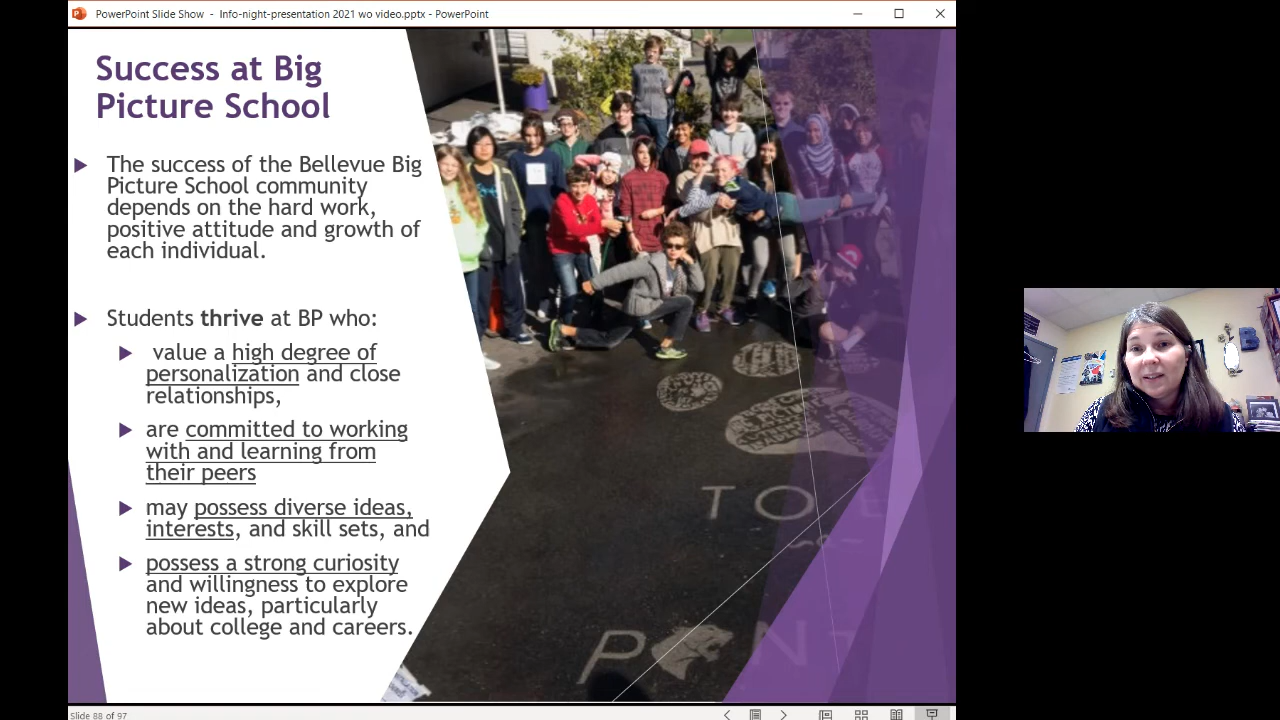 PowerPoint Slide Show - Info-night-presentation 2021 wo video.pptx - PowerPoint
Success at Big
Picture School
The success of the Bellevue Big
Picture School community
depends on the hard work,
positive attitude and growth of
each individual.
Students thrive at BP who:
value a high degree of
personalization and close
relationships,
are committed to working
with and learning from
their peers
may possess diverse ideas,
interests, and skill sets, and
possess a strong curiosity
and willingness to explore
new ideas, particularly
about college and careers.
TO
Slide 88 of 97